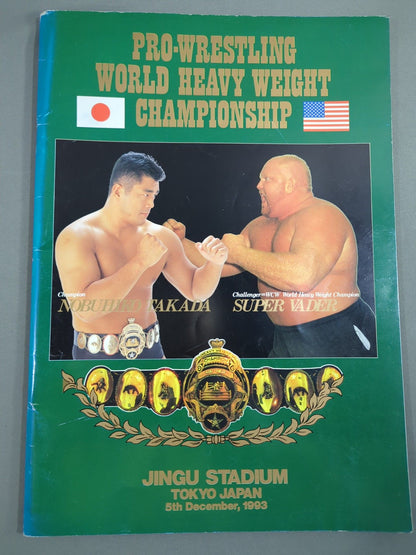 PRO-WRESTLING
WORLD HEAVY WEIGHT
CHAMPIONSHIP
Champion
NOBUHIKO TAKADA
Challenger=WCW World Heavy Weight Champion
SUPER VADER
JINGU STADIUM
TOKYO JAPAN
5th December, 1993